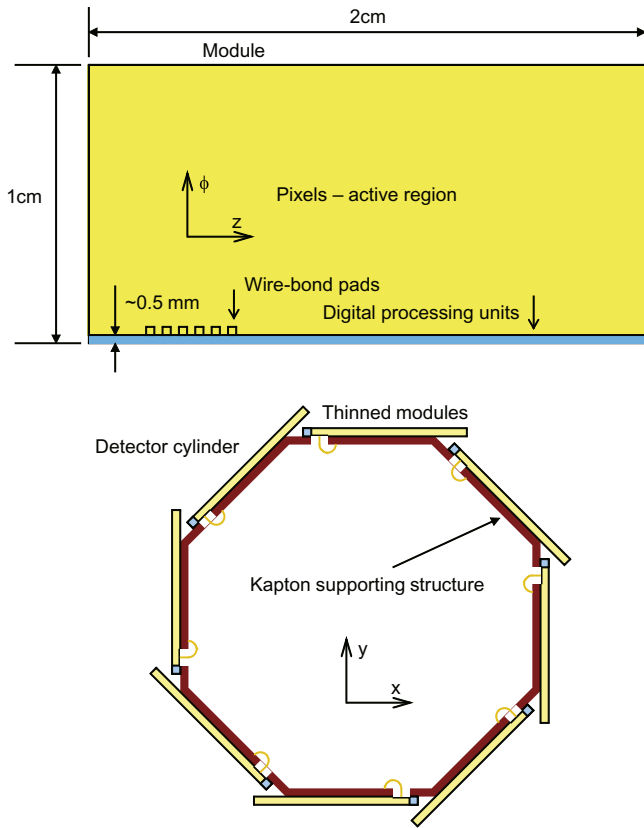 2cm
Module
1cm
ϕ
Pixels – active region
z
Wire-bond pads
~0.5 mm
Digital processing units
Thinned modules
Detector cylinder
Kapton supporting structure
y
x